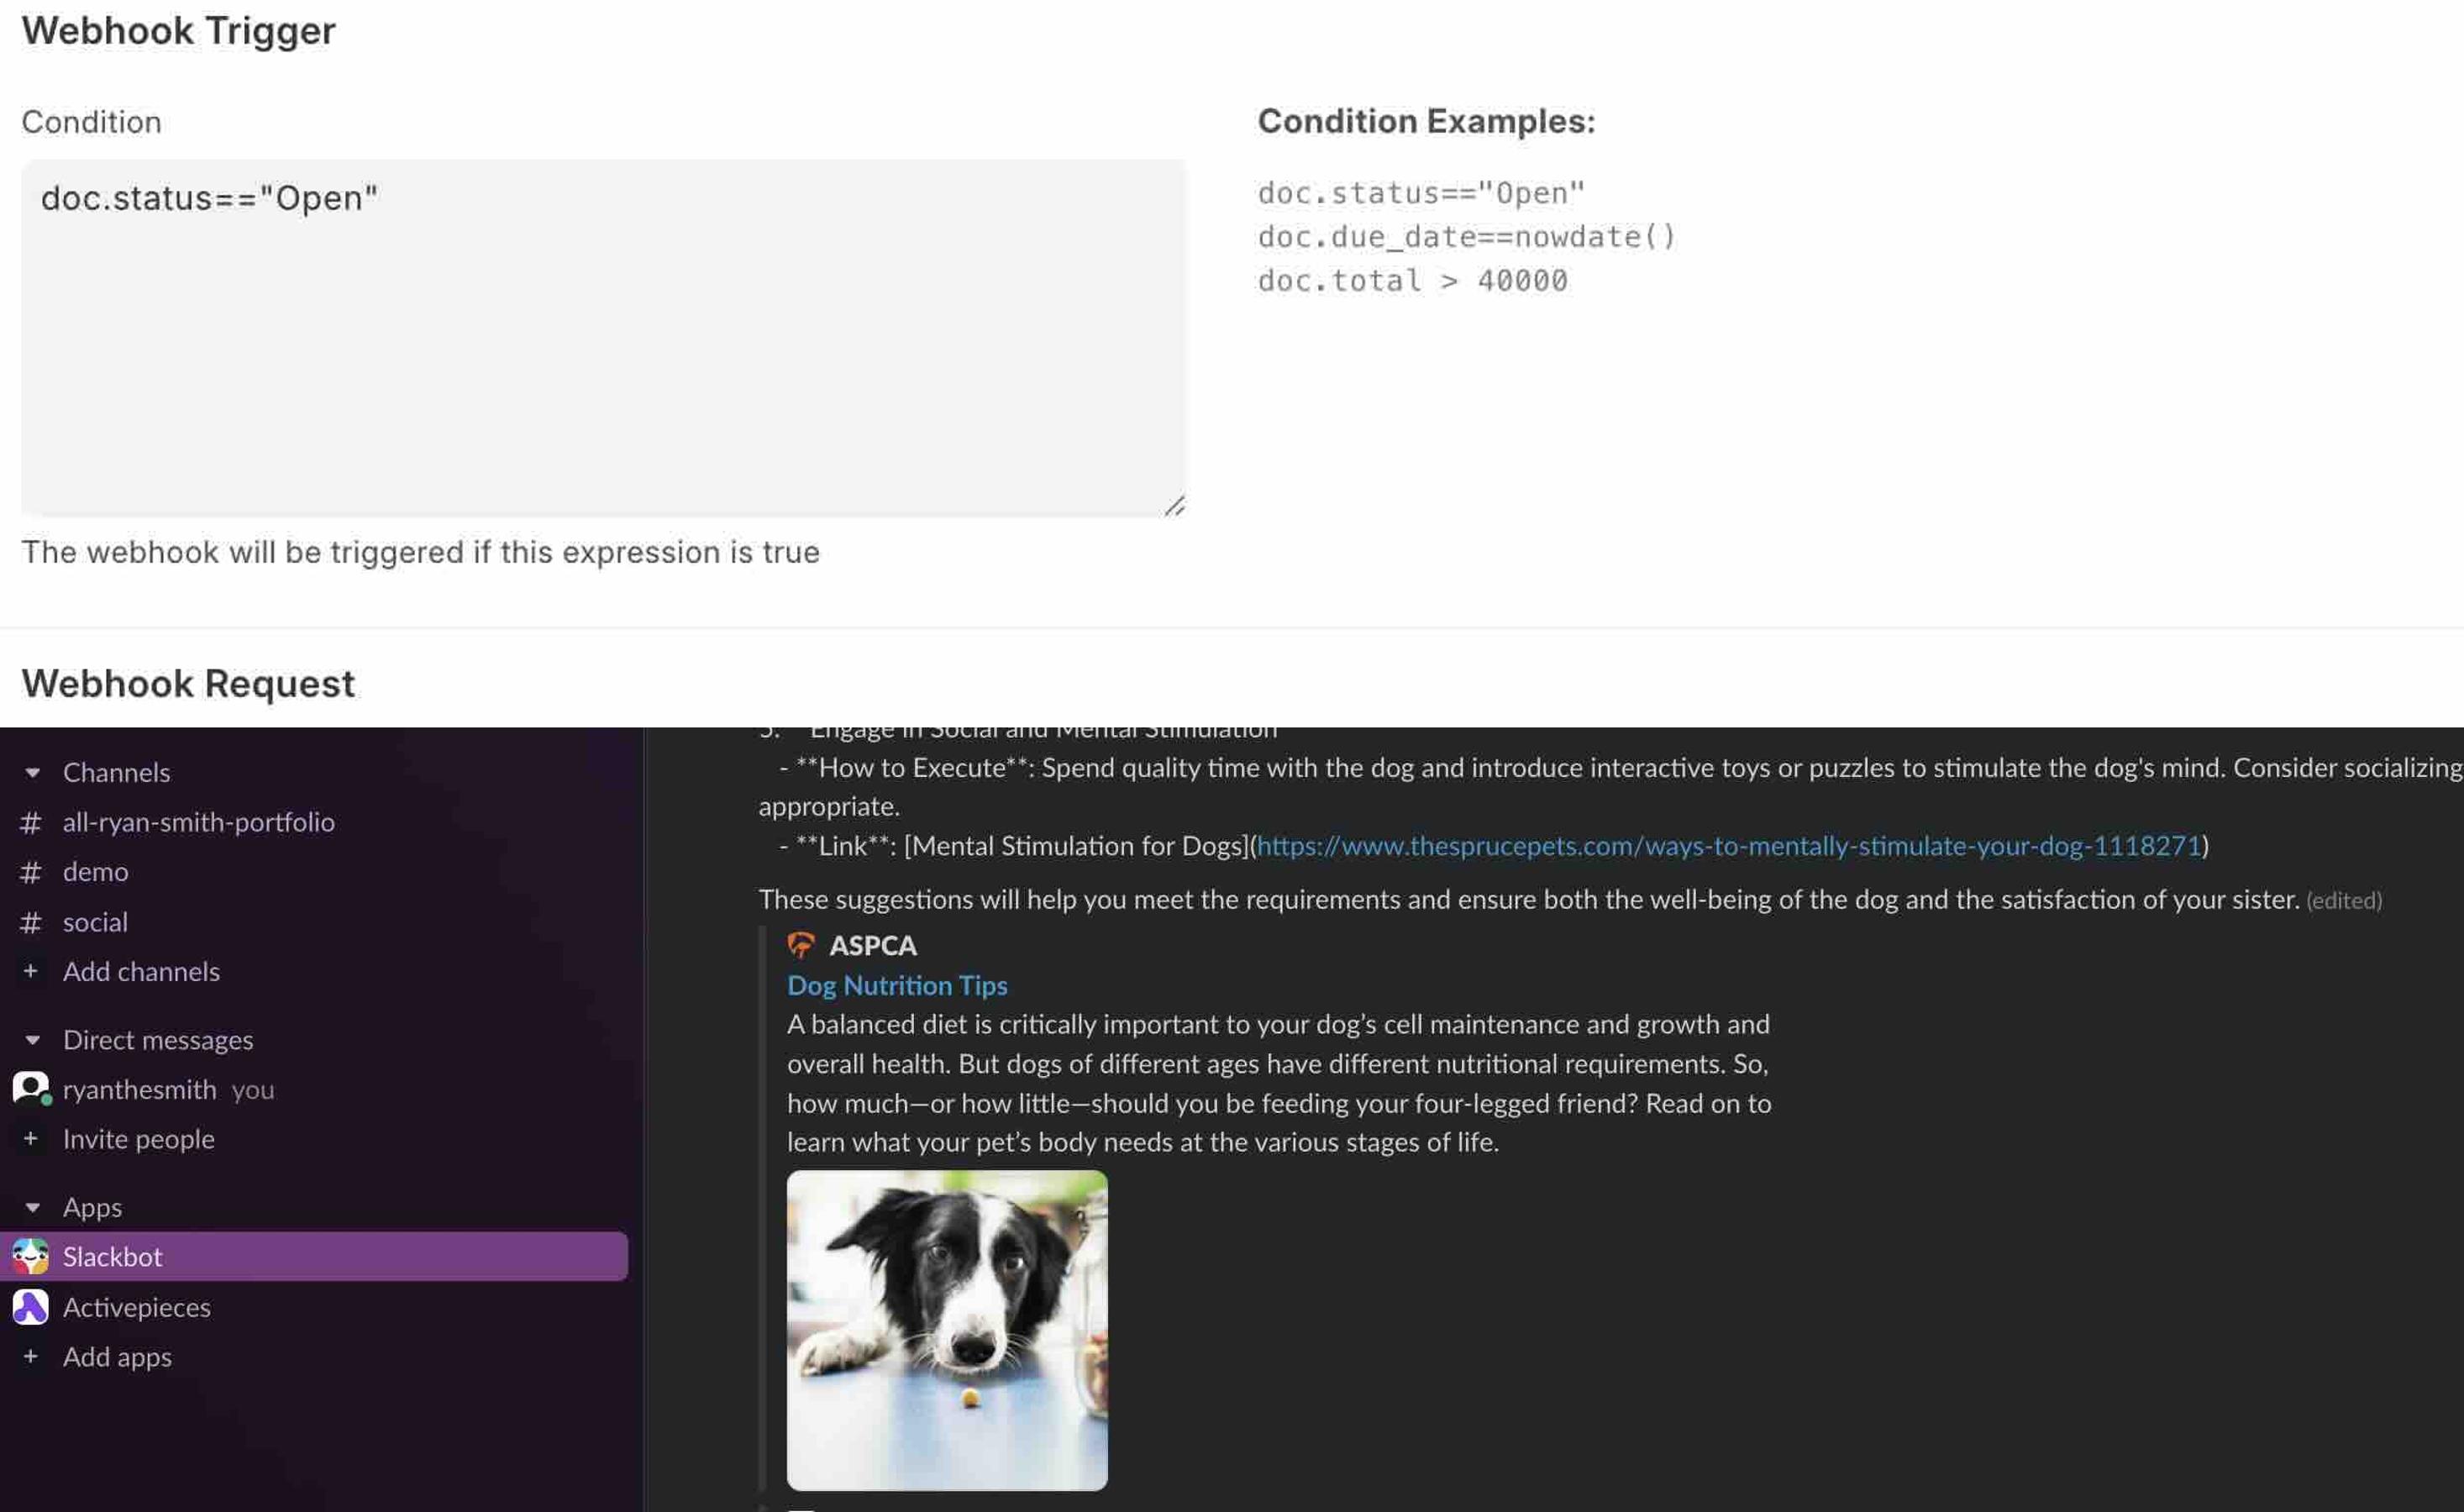 Webhook Trigger
Condition
doc.status=="Open"
The webhook will be triggered if this expression is true
Condition Examples:
doc.status=="Open"
doc.due_date==nowdate()
doc.total > 40000
Webhook Request
Channels
# all-ryan-smith-portfolio
# demo
# social
+ Add channels
Direct messages
ryanthesmith you
+ Invite people
Apps
Slackbot
Activepieces
+ Add apps
5. Engage in Social and Mental Stimulation
- **How to Execute**: Spend quality time with the dog and introduce interactive toys or puzzles to stimulate the dog's mind. Consider socializing
appropriate.
- **Link**: [Mental Stimulation for Dogs](https://www.thesprucepets.com/ways-to-mentally-stimulate-your-dog-1118271)
These suggestions will help you meet the requirements and ensure both the well-being of the dog and the satisfaction of your sister. (edited)
ASPCA
Dog Nutrition Tips
A balanced diet is critically important to your dog’s cell maintenance and growth and
overall health. But dogs of different ages have different nutritional requirements. So,
how much—or how little—should you be feeding your four-legged friend? Read on to
learn what your pet’s body needs at the various stages of life.